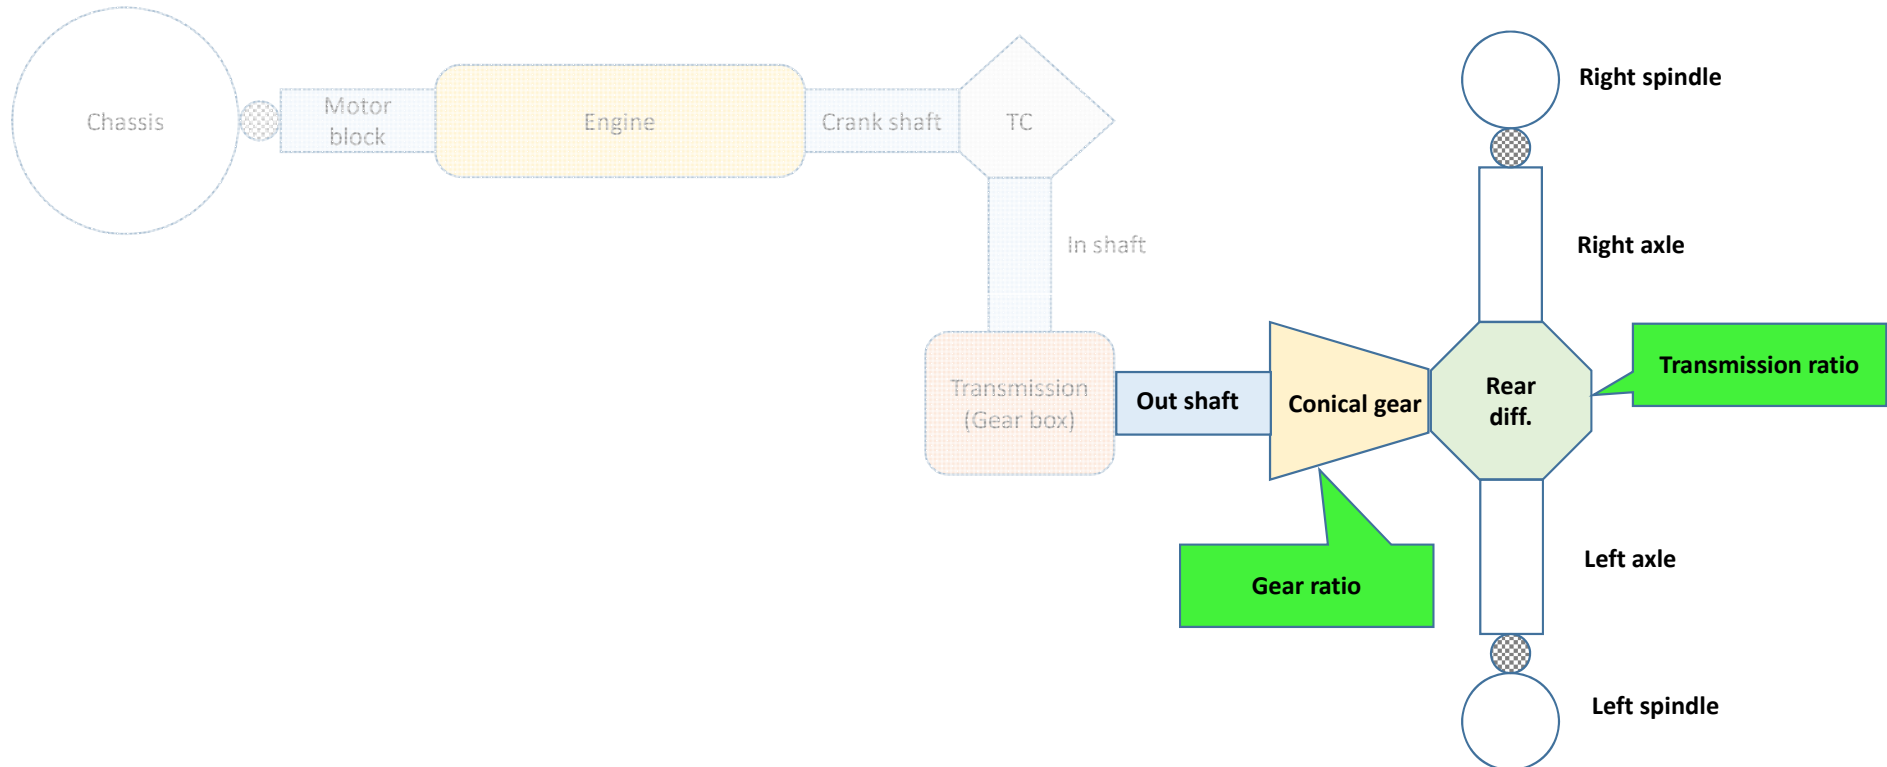 Right spindle
Chassis
Motor
block
Engine
Crank shaft
TC
In shaft
Right axle
Transmission
(Gear box)
Out shaft
Conical gear
Rear
diff.
Transmission ratio
Gear ratio
Left axle
Left spindle